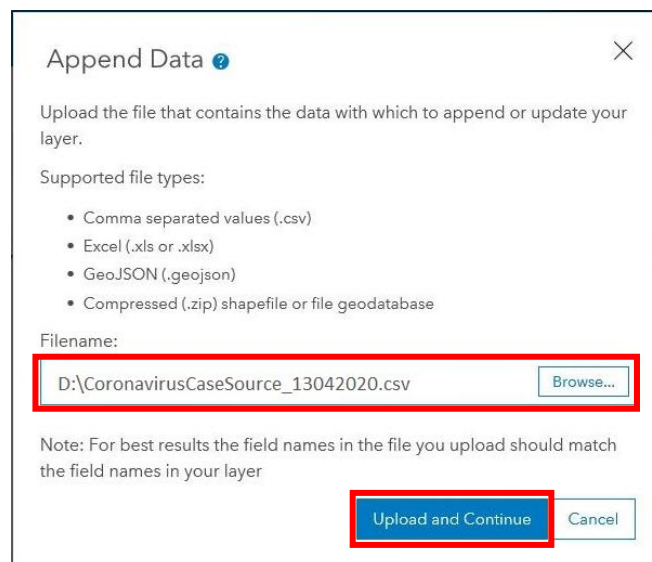 Append Data ?
Upload the file that contains the data with which to append or update your
layer.
Supported file types:
• Comma separated values (.csv)
• Excel (.xls or .xlsx)
• GeoJSON (.geojson)
• Compressed (.zip) shapefile or file geodatabase
Filename:
D:\CoronavirusCaseSource_13042020.csv Browse...
Note: For best results the field names in the file you upload should match
the field names in your layer
Upload and Continue Cancel